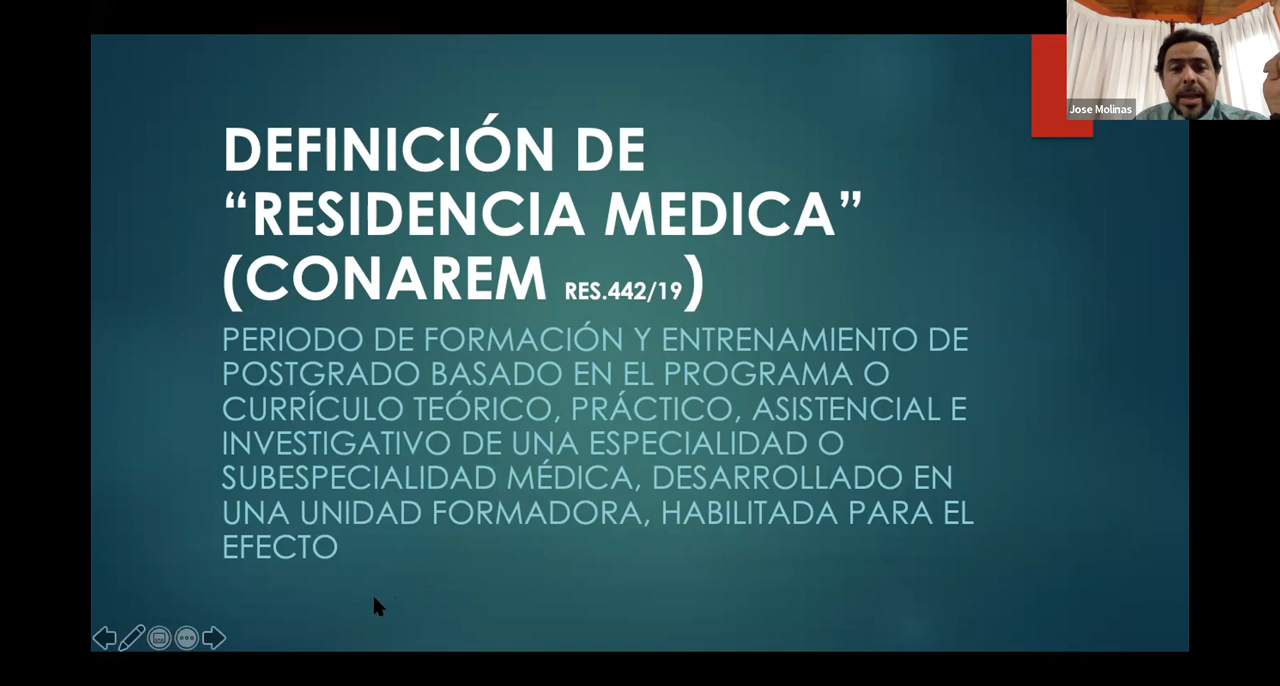 Jose Molinas
DEFINICIÓN DE
“RESIDENCIA MEDICA”
(CONAREM RES.442/19)
PERIODO DE FORMACIÓN Y ENTRENAMIENTO DE
POSTGRADO BASADO EN EL PROGRAMA O
CURRÍCULO TEÓRICO, PRÁCTICO, ASISTENCIAL E
INVESTIGATIVO DE UNA ESPECIALIDAD O
SUBESPECIALIDAD MÉDICA, DESARROLLADO EN
UNA UNIDAD FORMADORA, HABILITADA PARA EL
EFECTO